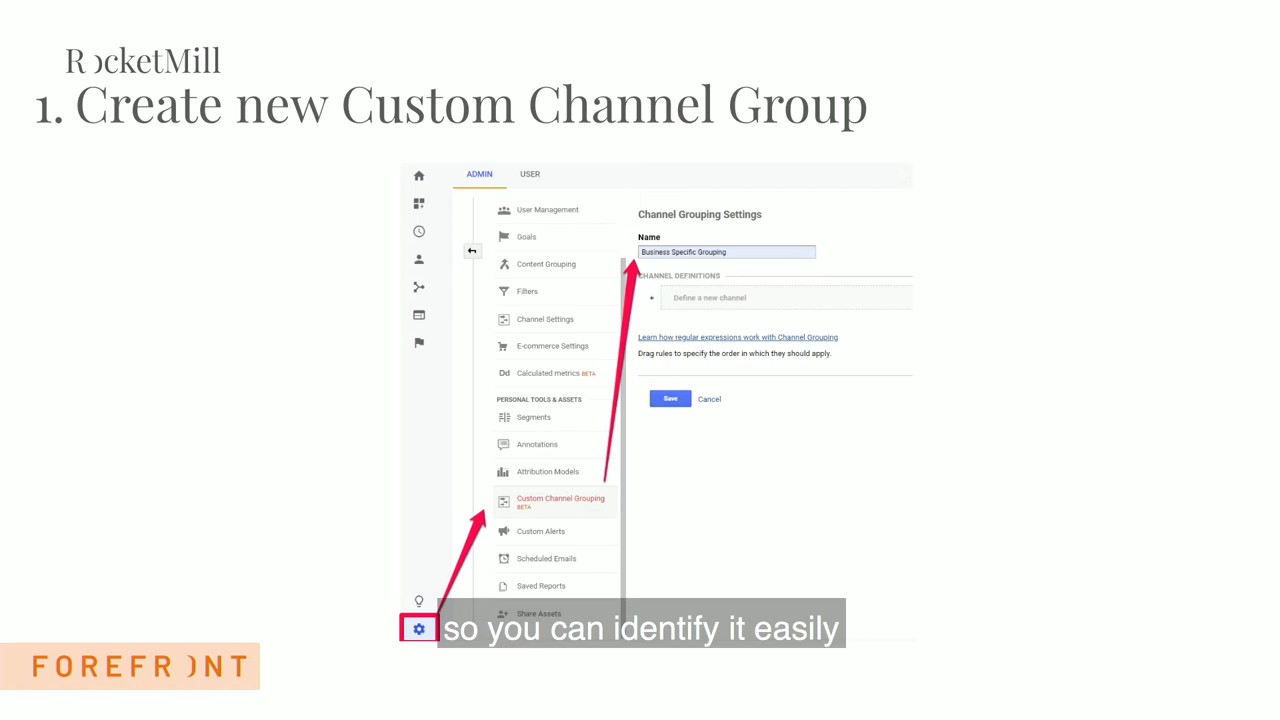 RocketMill
1. Create new Custom Channel Group
ADMIN
USER
User Management
Goals
Content Grouping
Filters
Channel Settings
E-commerce Settings
Dd Calculated metrics BETA
PERSONAL TOOLS & ASSETS
Segments
Annotations
Attribution Models
Custom Channel Grouping
BETA
Custom Alerts
Scheduled Emails
Saved Reports
Share Assets
Channel Grouping Settings
Name
Business Specific Grouping
CHANNEL DEFINITIONS
+ Define a new channel
Learn how regular expressions work with Channel Grouping
Drag rules to specify the order in which they should apply.
Save
Cancel
so you can identify it easily
FOREFRONT